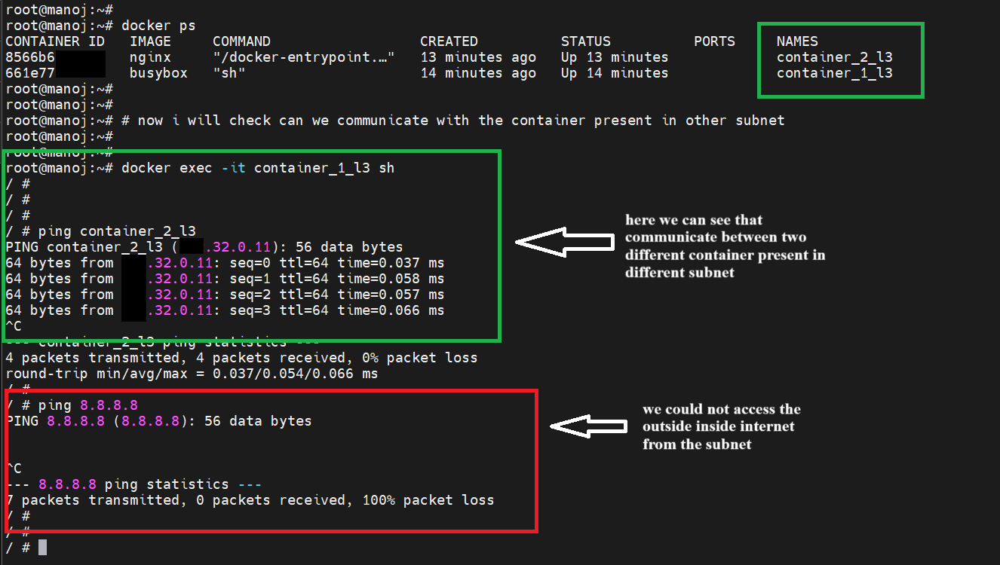 root@manoj:~#
root@manoj:~# docker ps
CONTAINER ID   IMAGE     COMMAND                  CREATED          STATUS          PORTS     NAMES
8566b6 nginx     "/docker-entrypoint.…"   13 minutes ago   Up 13 minutes             container_2_l3
661e77 busybox   "sh"                     14 minutes ago   Up 14 minutes             container_1_l3
root@manoj:~#
root@manoj:~#
root@manoj:~# # now i will check can we communicate with the container present in other subnet
root@manoj:~#
root@manoj:~#
root@manoj:~# docker exec -it container_1_l3 sh
/ #
/ #
/ #
/ # ping container_2_l3
PING container_2_l3 ( .32.0.11): 56 data bytes
64 bytes from .32.0.11: seq=0 ttl=64 time=0.037 ms
64 bytes from .32.0.11: seq=1 ttl=64 time=0.058 ms
64 bytes from .32.0.11: seq=2 ttl=64 time=0.057 ms
64 bytes from .32.0.11: seq=3 ttl=64 time=0.066 ms
^C
--- container_2_l3 ping statistics ---
4 packets transmitted, 4 packets received, 0% packet loss
round-trip min/avg/max = 0.037/0.054/0.066 ms
/ #
/ # ping 8.8.8.8
PING 8.8.8.8 (8.8.8.8): 56 data bytes
^C
--- 8.8.8.8 ping statistics ---
7 packets transmitted, 0 packets received, 100% packet loss
/ #
/ #
/ #
here we can see that
communicate between two
different container present in
different subnet
we could not access the
outside inside internet
from the subnet